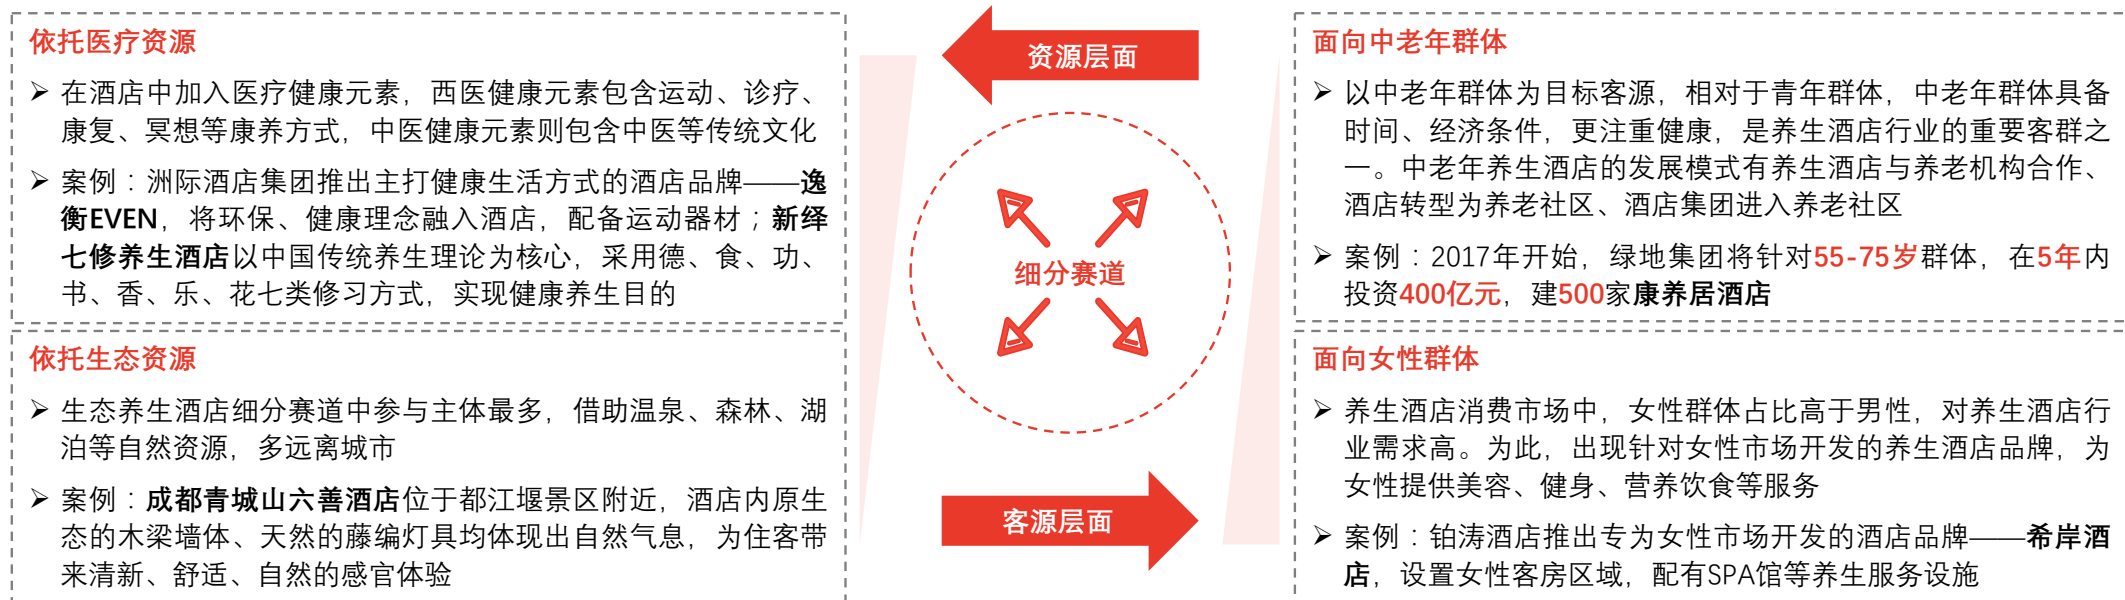 依托医疗资源
➢ 在酒店中加入医疗健康元素，西医健康元素包含运动、诊疗、
康复、冥想等康养方式，中医健康元素则包含中医等传统文化
➢ 案例：洲际酒店集团推出主打健康生活方式的酒店品牌——逸
衡EVEN，将环保、健康理念融入酒店，配备运动器材；新绎
七修养生酒店以中国传统养生理论为核心，采用德、食、功、
书、香、乐、花七类修习方式，实现健康养生目的
依托生态资源
➢ 生态养生酒店细分赛道中参与主体最多，借助温泉、森林、湖
泊等自然资源，多远离城市
➢ 案例：成都青城山六善酒店位于都江堰景区附近，酒店内原生
态的木梁墙体、天然的藤编灯具均体现出自然气息，为住客带
来清新、舒适、自然的感官体验
资源层面
细分赛道
客源层面
面向中老年群体
➢ 以中老年群体为目标客源，相对于青年群体，中老年群体具备
时间、经济条件，更注重健康，是养生酒店行业的重要客群之
一。中老年养生酒店的发展模式有养生酒店与养老机构合作、
酒店转型为养老社区、酒店集团进入养老社区
➢ 案例：2017年开始，绿地集团将针对55-75岁群体，在5年内
投资400亿元，建500家康养居酒店
面向女性群体
➢ 养生酒店消费市场中，女性群体占比高于男性，对养生酒店行
业需求高。为此，出现针对女性市场开发的养生酒店品牌，为
女性提供美容、健身、营养饮食等服务
➢ 案例：铂涛酒店推出专为女性市场开发的酒店品牌——希岸酒
店，设置女性客房区域，配有SPA馆等养生服务设施